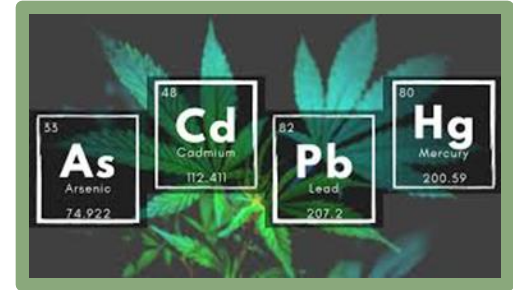 33
As
Arsenic
74.922
48
Cd
Cadmium
112.411
82
Pb
Lead
207.2
80
Hg
Mercury
200.59